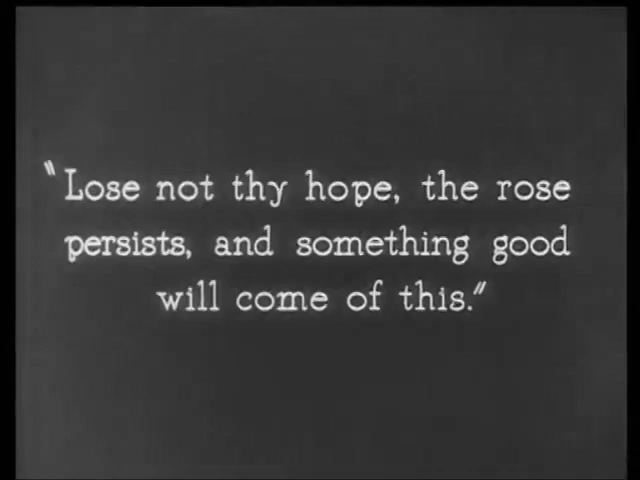 "Lose not thy hope, the rose
persists, and something good
will come of this."